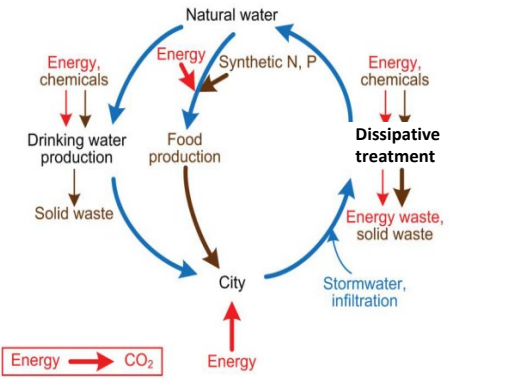 Natural water
Energy
Synthetic N, P
Energy,
chemicals
Energy,
chemicals
Drinking water
production
Food
production
Dissipative
treatment
Solid waste
Energy waste,
solid waste
City
Stormwater,
infiltration
Energy
Energy CO₂